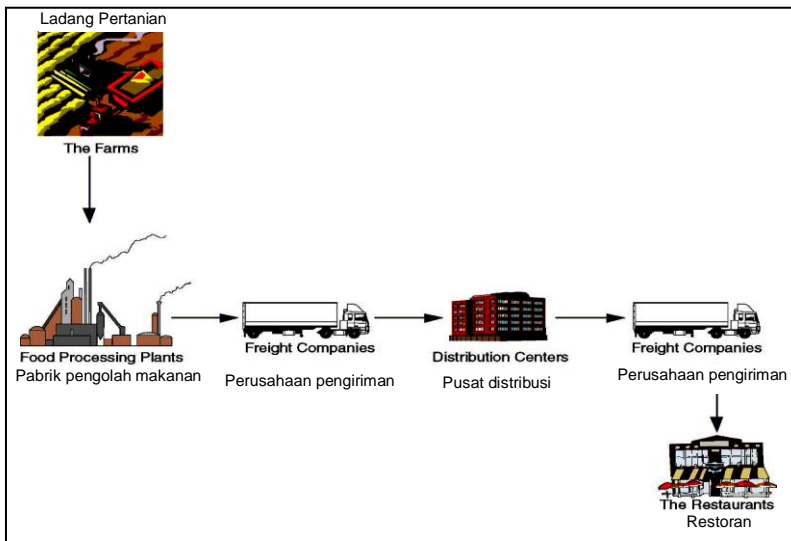 Ladang Pertanian
The Farms
Food Processing Plants
Pabrik pengolah makanan
Freight Companies
Perusahaan pengiriman
Distribution Centers
Pusat distribusi
Freight Companies
Perusahaan pengiriman
The Restaurants
Restoran